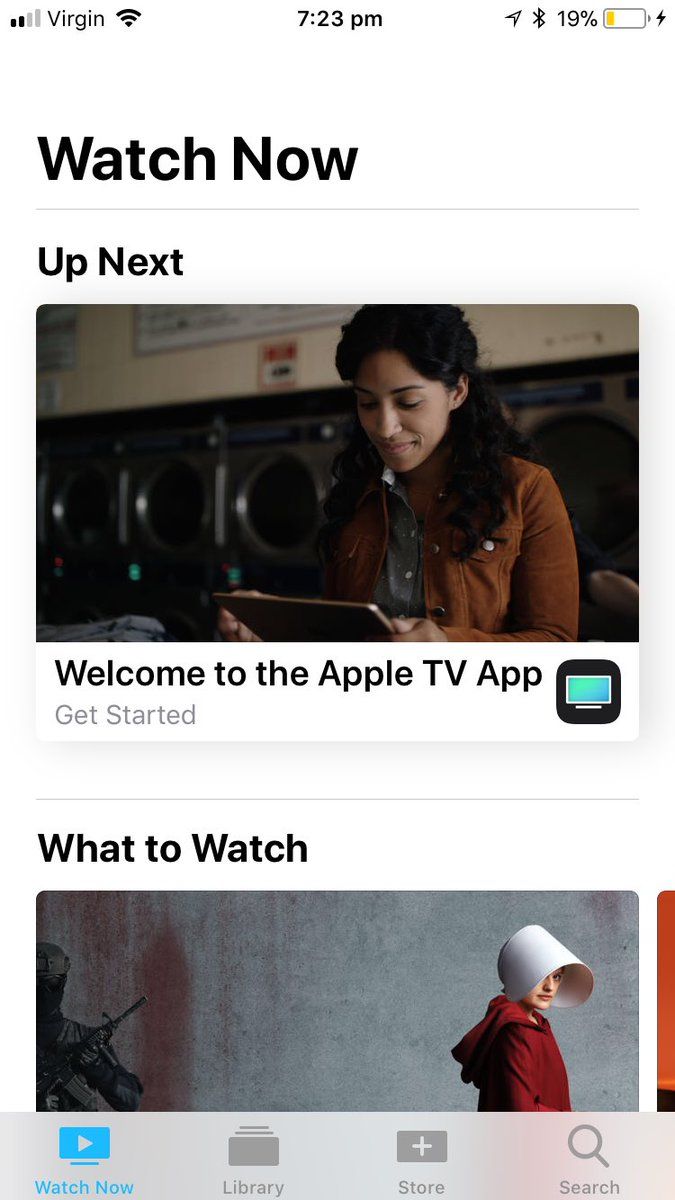 Virgin 7:23 pm 19%
Watch Now
Up Next
Welcome to the Apple TV App
Get Started
What to Watch
Watch Now Library Store Search